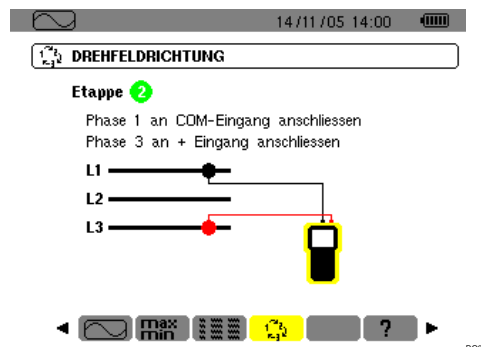 14/11/05 14:00
DREHFELDRICHTUNG
Etappe 2
Phase 1 an COM-Eingang anschliessen
Phase 3 an + Eingang anschliessen
L1
L2
L3
max
min
?